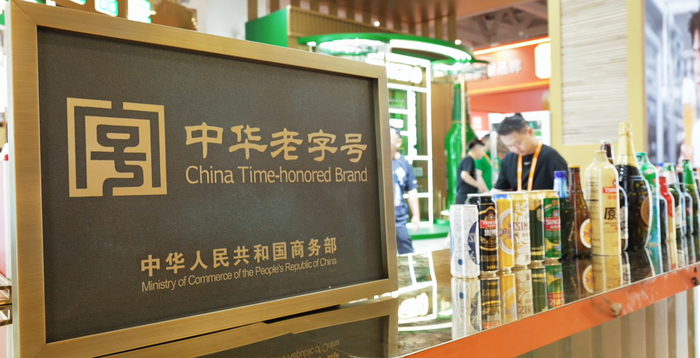 中华老字号
China Time-honored Brand
中华人民共和国商务部
Ministry of Commerce of the People's Republic of China